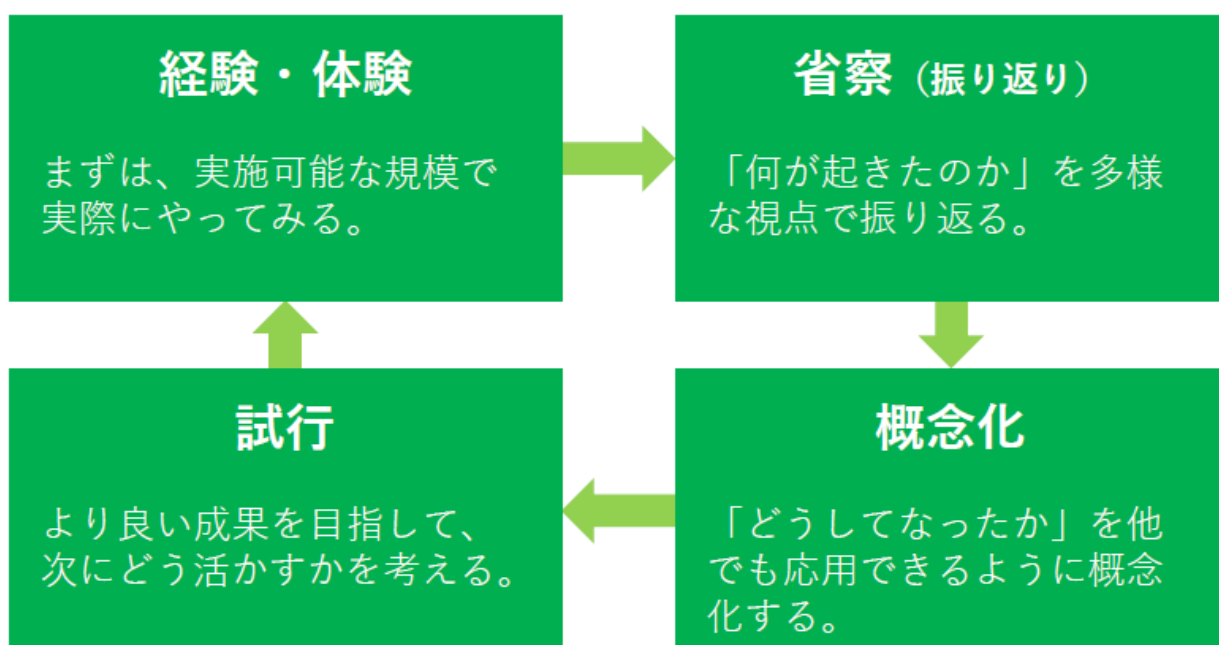 経験・体験
まずは、実施可能な規模で
実際にやってみる。
省察（振り返り）
「何が起きたのか」を多様
な視点で振り返る。
試行
より良い成果を目指して、
次にどう活かすかを考える。
概念化
「どうしてなったか」を他
でも応用できるように概念
化する。